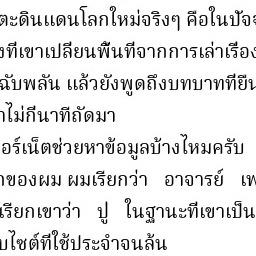 ตะดินแดนโลกใหม่จริงๆ คือในปัจ
งที่เขาเปลี่ยนพื้นที่จากการเล่าเรื่อง
ฉับพลัน แล้วยังพูดถึงบทบาทที่ยืน
าไม่กี่นาทีถัดมา
อร์เน็ตช่วยหาข้อมูลบ้างไหมครับ
าของผม ผมเรียกว่า อาจารย์ เพ
เรียกเขาว่า ปู่ ในฐานะที่เขาเป็น
บไซต์ที่ใช้ประจำจนล้น